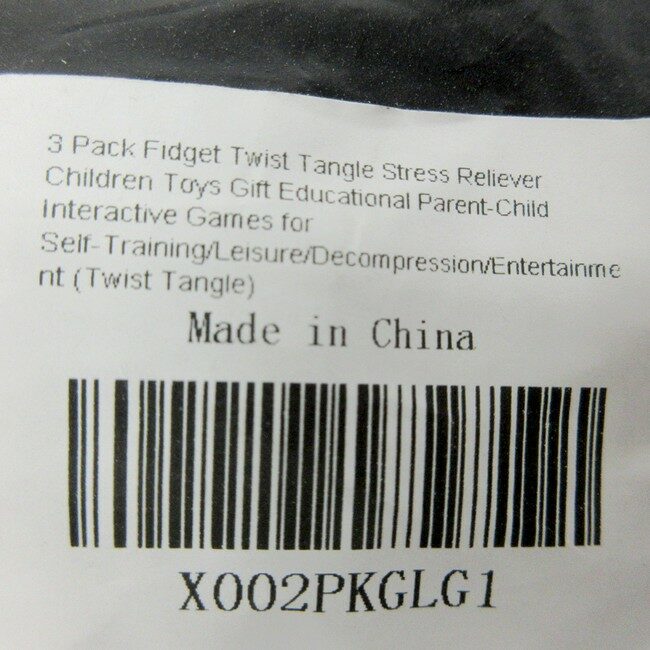 3 Pack Fidget Twist Tangle Stress Reliever
Children Toys Gift Educational Parent-Child
Interactive Games for
Self-Training/Leisure/Decompression/Entertainme
nt (Twist Tangle)
Made in China
X002PKGLG1